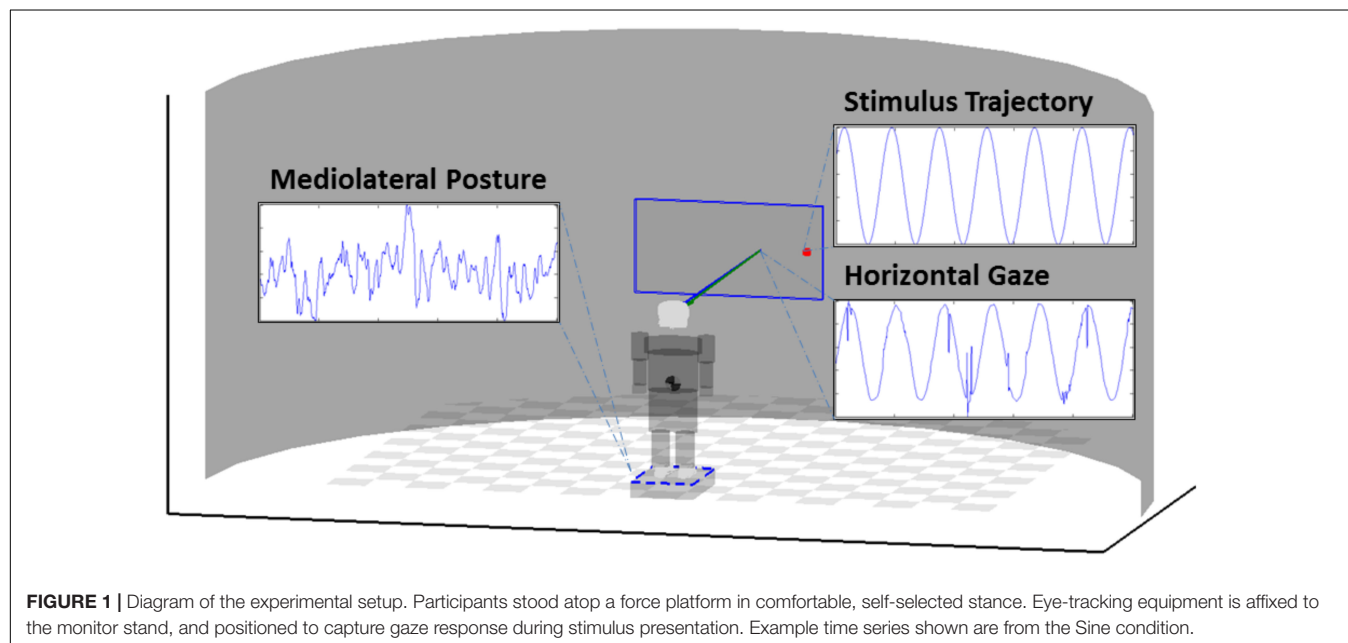 Stimulus Trajectory
Mediolateral Posture
Horizontal Gaze
FIGURE 1 | Diagram of the experimental setup. Participants stood atop a force platform in comfortable, self-selected stance. Eye-tracking equipment is affixed to
the monitor stand, and positioned to capture gaze response during stimulus presentation. Example time series shown are from the Sine condition.